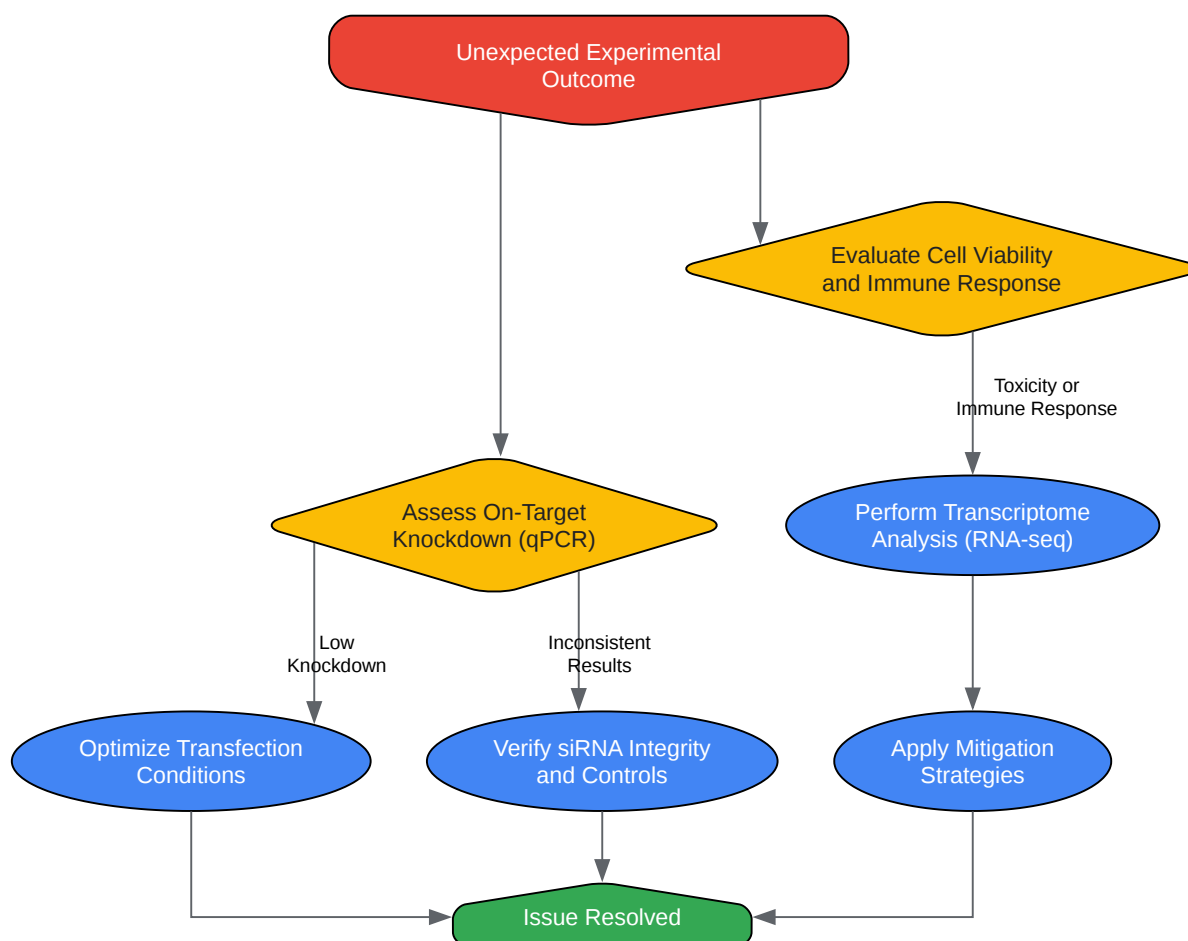 Unexpected Experimental
Outcome
Evaluate Cell Viability
and Immune Response
Toxicity or
Immune Response
Assess On-Target
Knockdown (qPCR)
Perform Transcriptome
Analysis (RNA-seq)
Low
Knockdown
Inconsistent
Results
Optimize Transfection
Conditions
Verify siRNA Integrity
and Controls
Apply Mitigation
Strategies
Issue Resolved